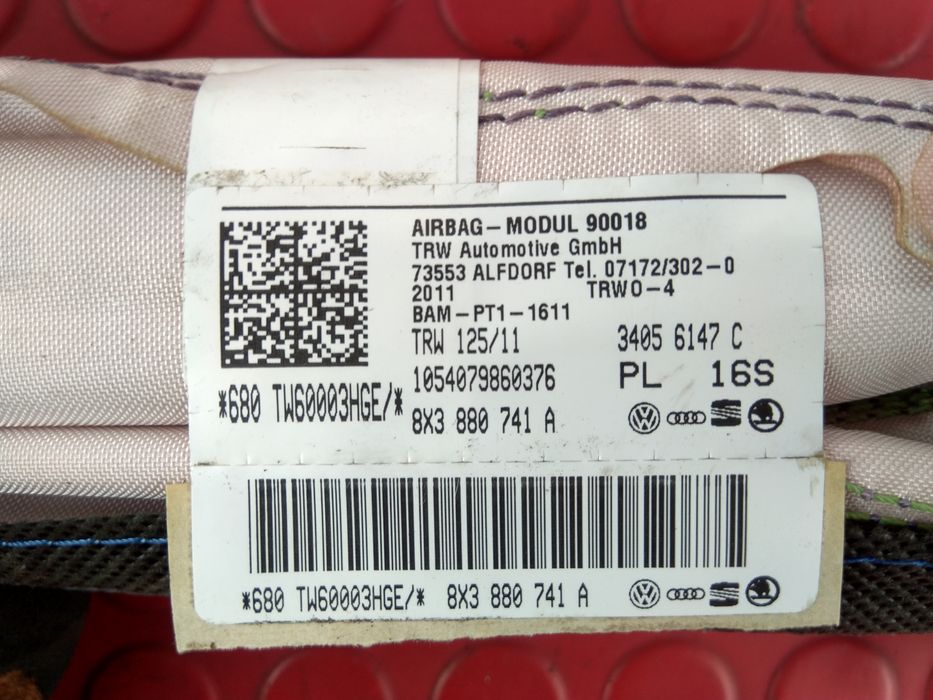 AIRBAG-MODUL 90018
TRW Automotive GmbH
73553 ALFDORF Tel. 07172/302-0
2011 TRWO-4
BAM-PT1-1611
TRW 125/11 3405 6147 C
1054079860376 PL 16S
*680 TW60003HGE/* 8X3 880 741 A
*680 TW60003HGE/* 8X3 880 741 A